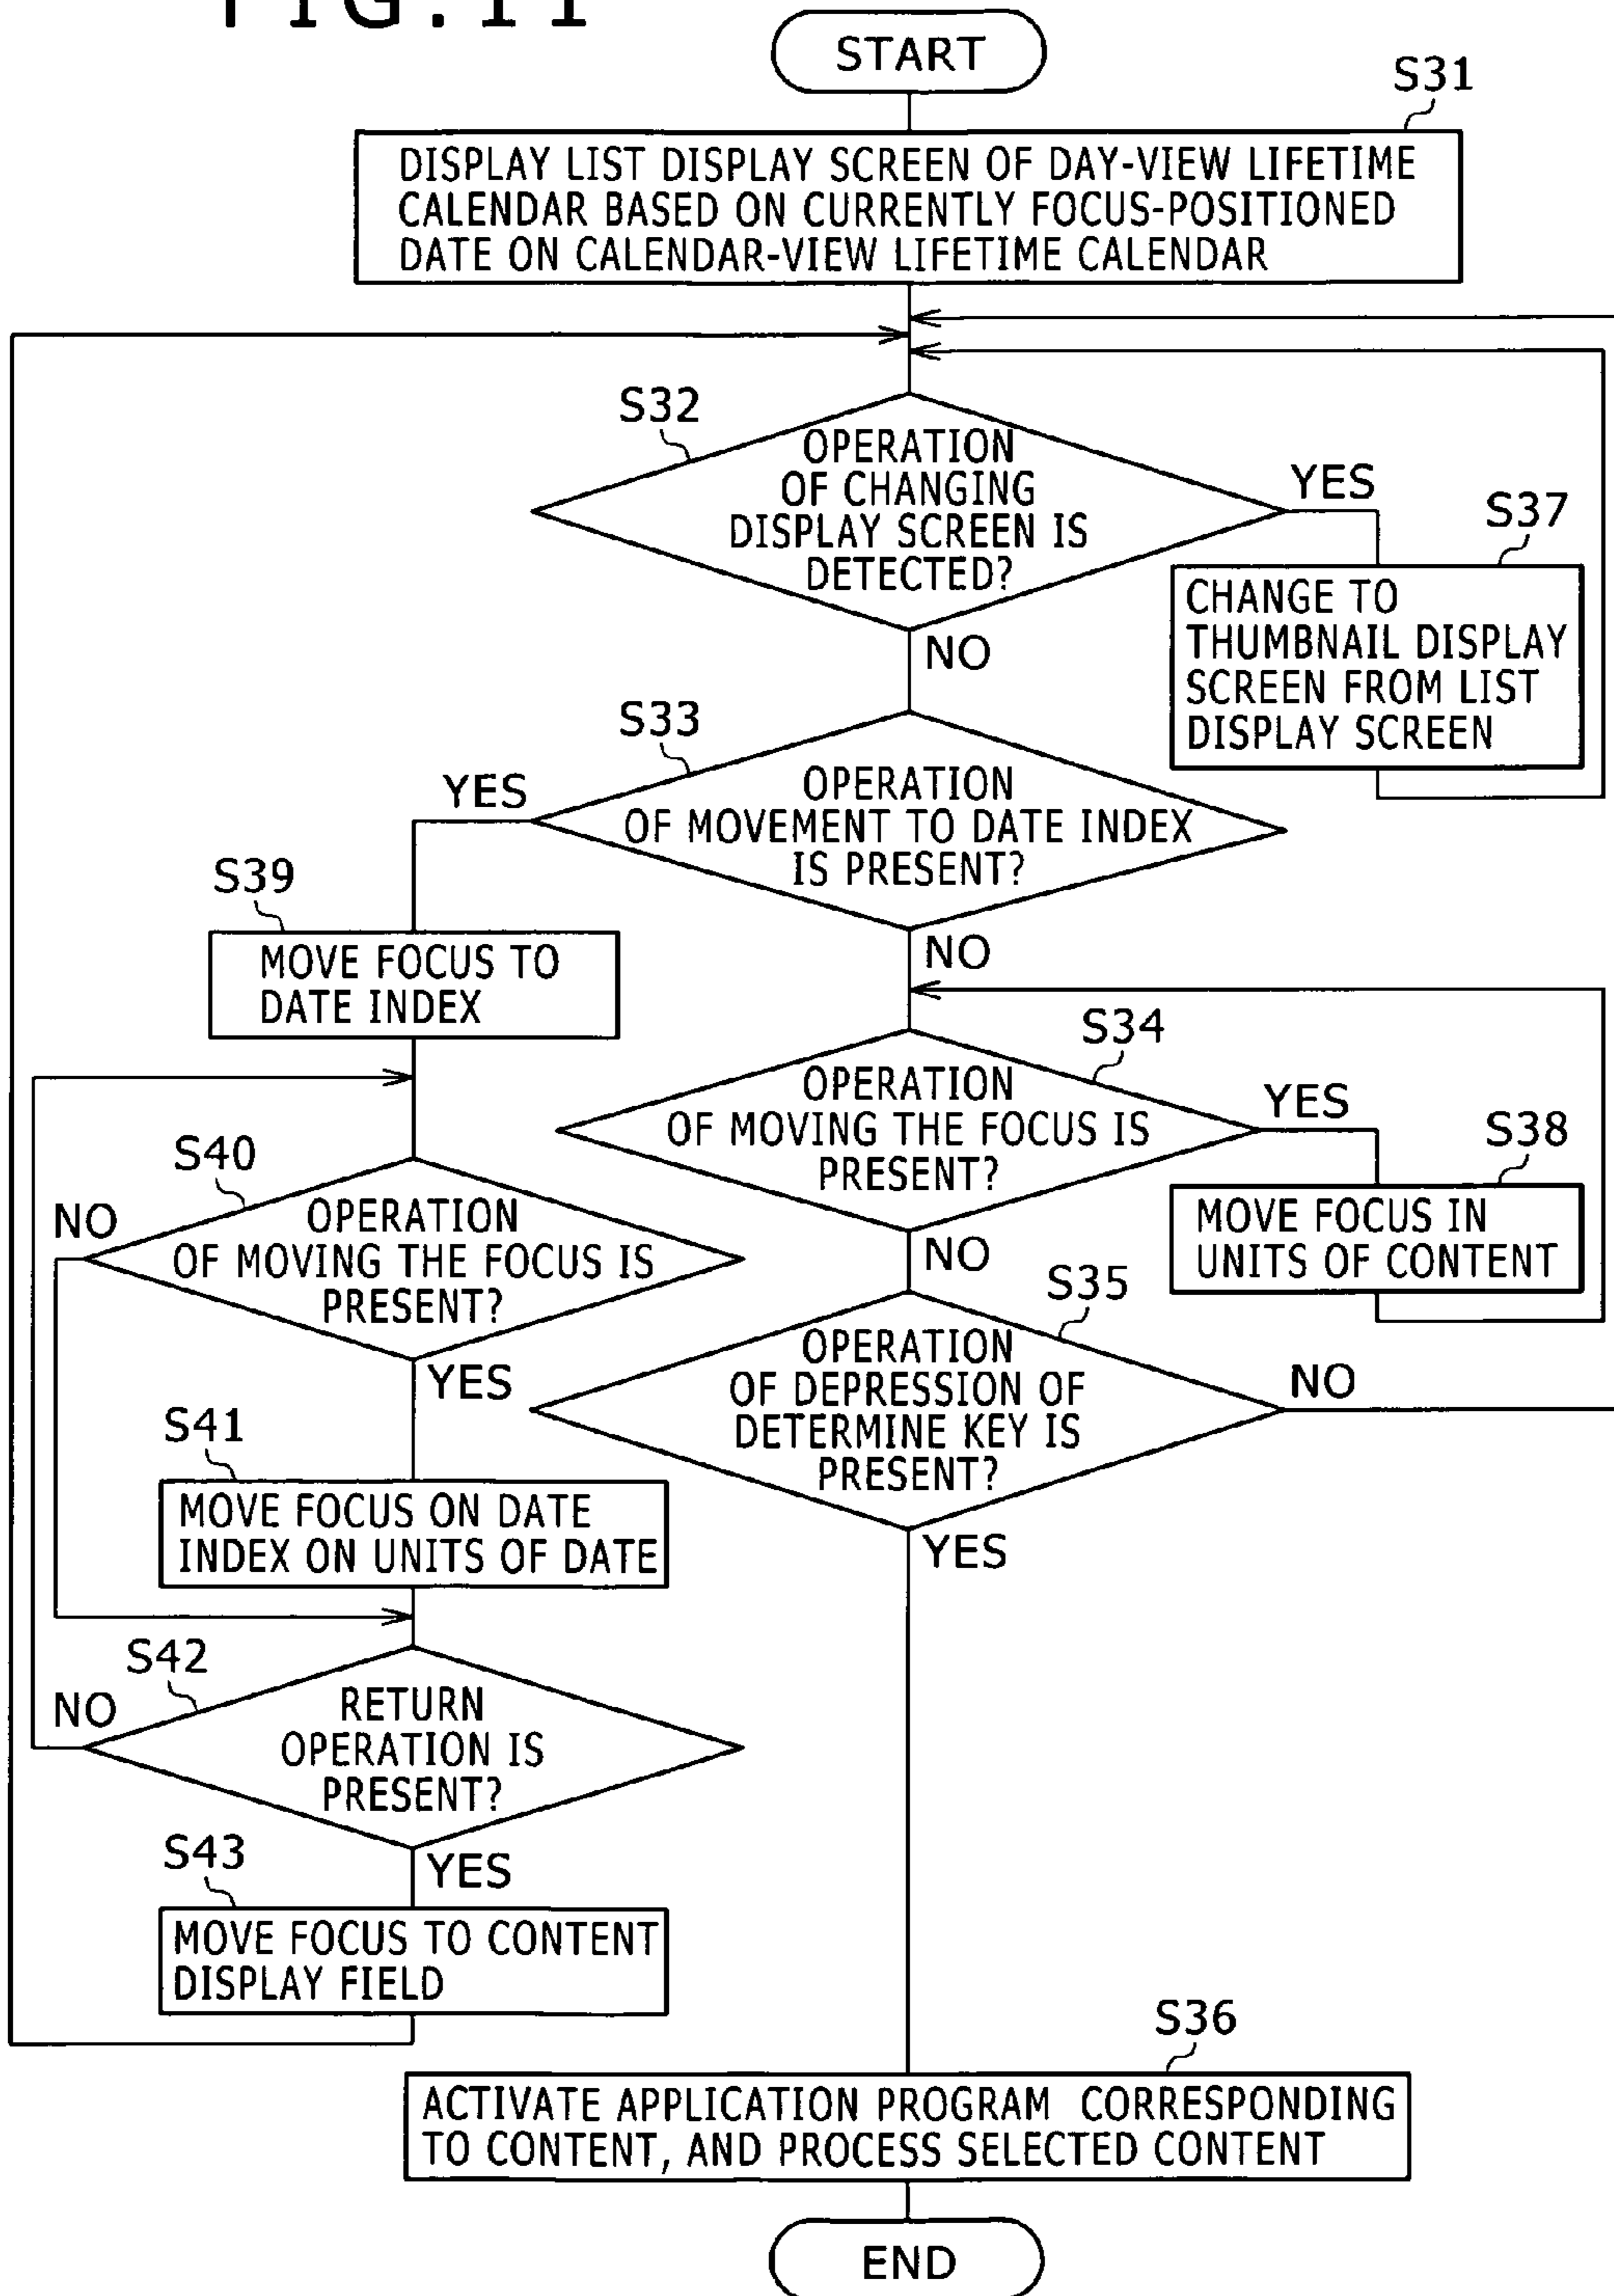 FIG.11
START
S31
DISPLAY LIST DISPLAY SCREEN OF DAY-VIEW LIFETIME
CALENDAR BASED ON CURRENTLY FOCUS-POSITIONED
DATE ON CALENDAR-VIEW LIFETIME CALENDAR
S32
OPERATION
OF CHANGING
DISPLAY SCREEN IS
DETECTED?
YES
NO
S37
CHANGE TO
THUMBNAIL DISPLAY
SCREEN FROM LIST
DISPLAY SCREEN
S33
OPERATION
OF MOVEMENT TO DATE INDEX
IS PRESENT?
YES
NO
S39
MOVE FOCUS TO
DATE INDEX
S34
OPERATION
OF MOVING THE FOCUS IS
PRESENT?
YES
NO
S38
MOVE FOCUS IN
UNITS OF CONTENT
S40
OPERATION
OF MOVING THE FOCUS IS
PRESENT?
NO
YES
S35
OPERATION
OF DEPRESSION OF
DETERMINE KEY IS
PRESENT?
NO
YES
S41
MOVE FOCUS ON DATE
INDEX ON UNITS OF DATE
S42
RETURN
OPERATION IS
PRESENT?
NO
YES
S43
MOVE FOCUS TO CONTENT
DISPLAY FIELD
S36
ACTIVATE APPLICATION PROGRAM CORRESPONDING
TO CONTENT, AND PROCESS SELECTED CONTENT
END